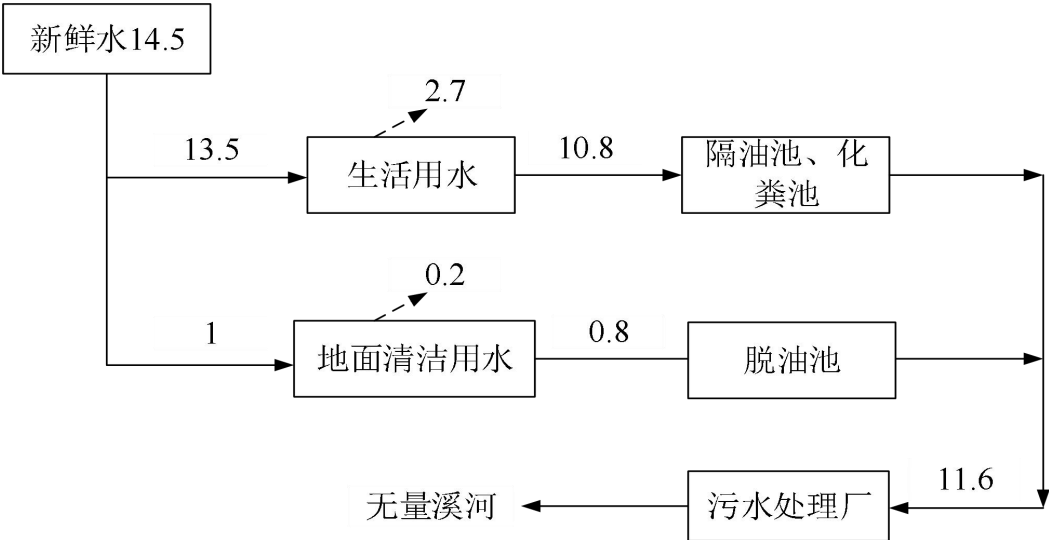 新鲜水14.5
2.7
13.5
生活用水
10.8
隔油池、化
粪池
0.2
1
地面清洁用水
0.8
脱油池
无量溪河
污水处理厂
11.6